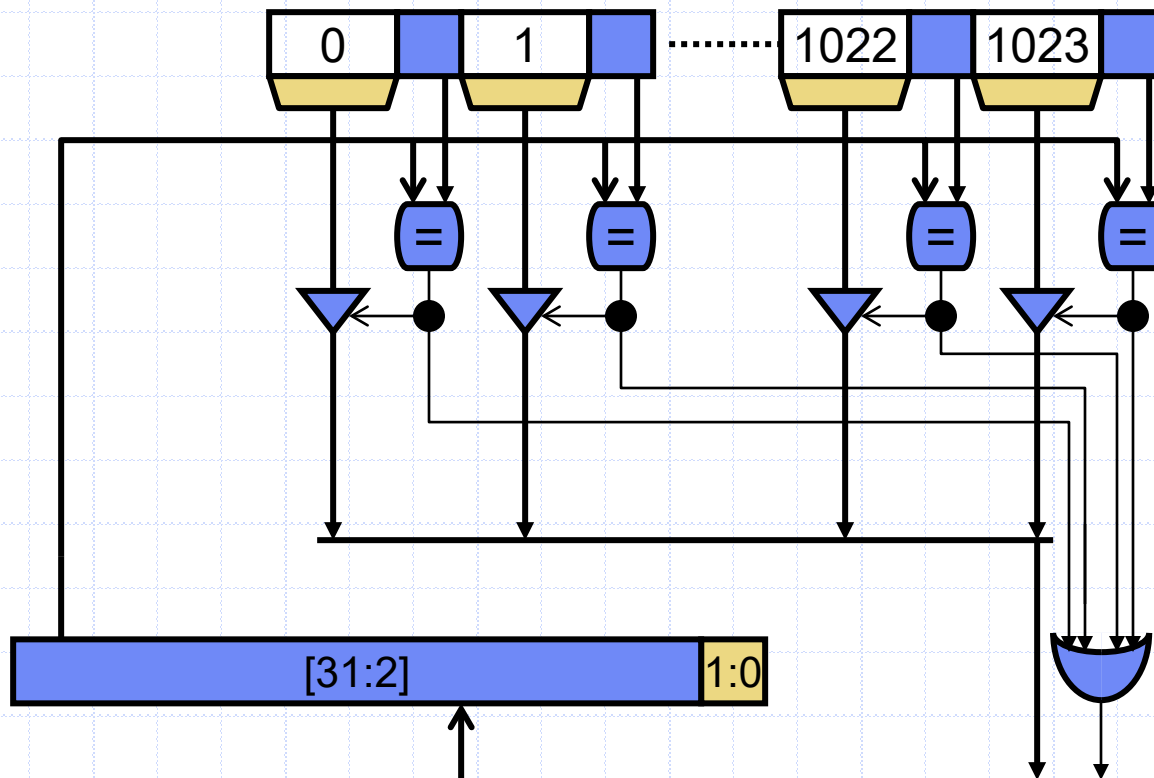 0 1 1022 1023
= = = =
[31:2] 1:0